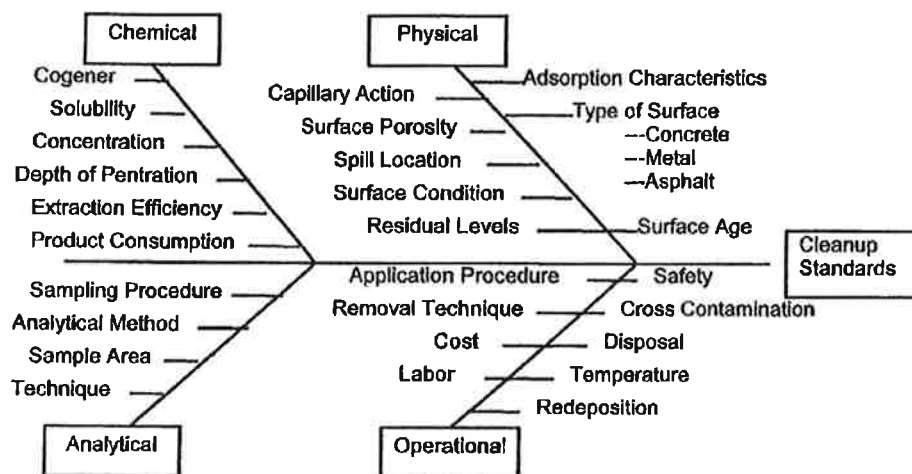 Chemical
Physical
Cogener
Solubility
Concentration
Depth of Pentration
Extraction Efficiency
Product Consumption
Adsorption Characteristics
Capillary Action
Type of Surface
---Concrete
---Metal
---Asphalt
Surface Porosity
Spill Location
Surface Condition
Residual Levels
Surface Age
Cleanup
Standards
Sampling Procedure
Analytical Method
Sample Area
Technique
Application Procedure
Safety
Removal Technique
Cross Contamination
Cost
Disposal
Labor
Temperature
Redeposition
Analytical
Operational